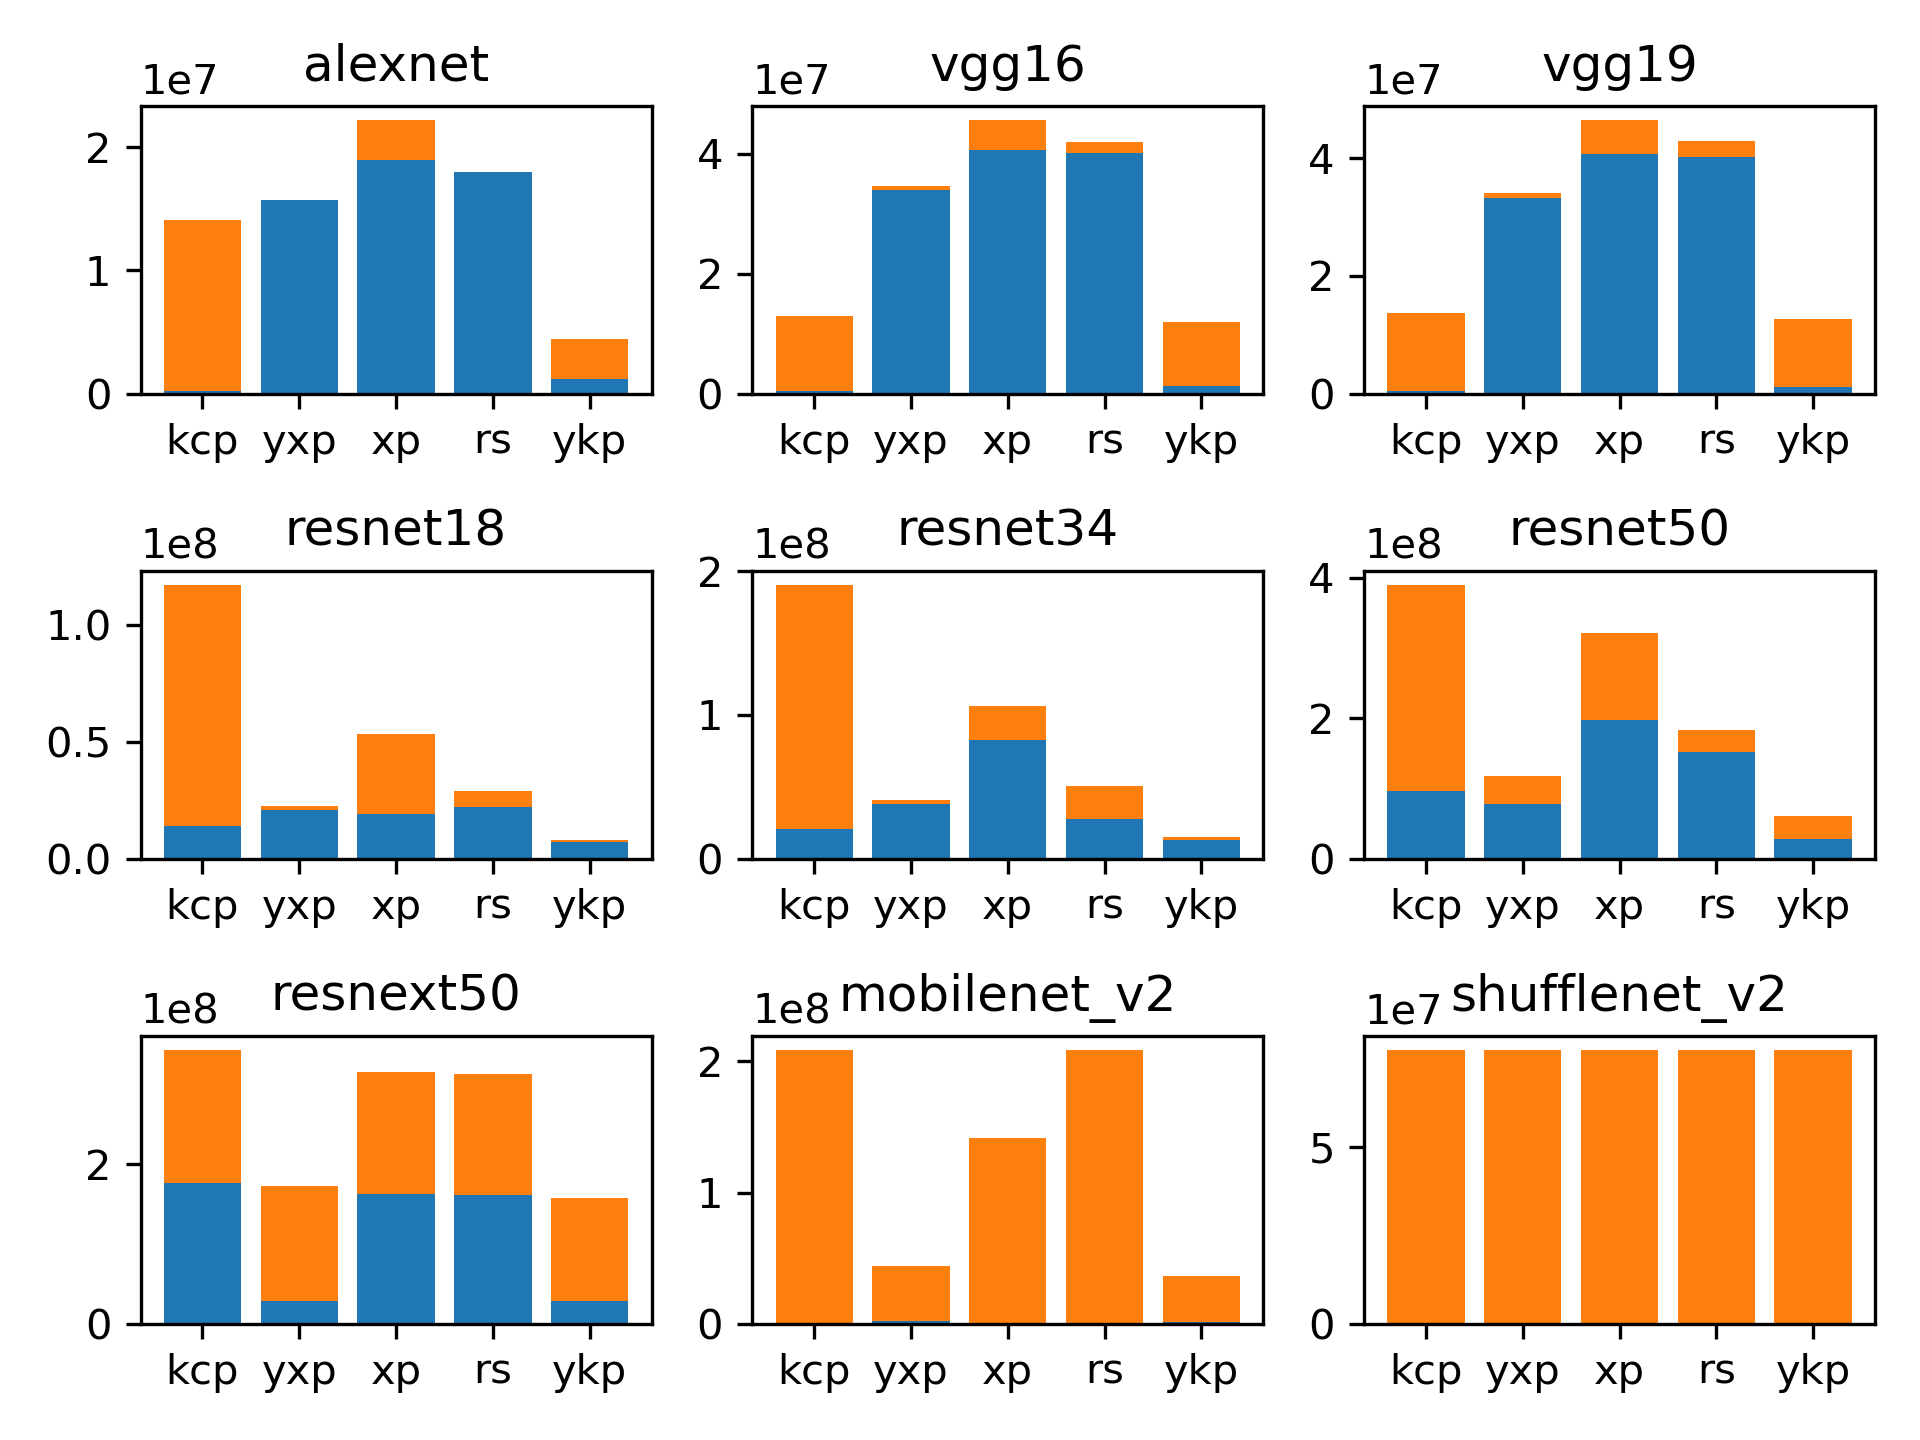 alexnet
1e7
2
1
0
kcp yxp xp rs ykp
vgg16
1e7
4
2
0
kcp yxp xp rs ykp
vgg19
1e7
4
2
0
kcp yxp xp rs ykp
resnet18
1e8
1.0
0.5
0.0
kcp yxp xp rs ykp
resnet34
1e8
2
1
0
kcp yxp xp rs ykp
resnet50
1e8
4
2
0
kcp yxp xp rs ykp
resnext50
1e8
2
0
kcp yxp xp rs ykp
mobilenet_v2
1e8
2
1
0
kcp yxp xp rs ykp
shufflenet_v2
1e7
5
0
kcp yxp xp rs ykp